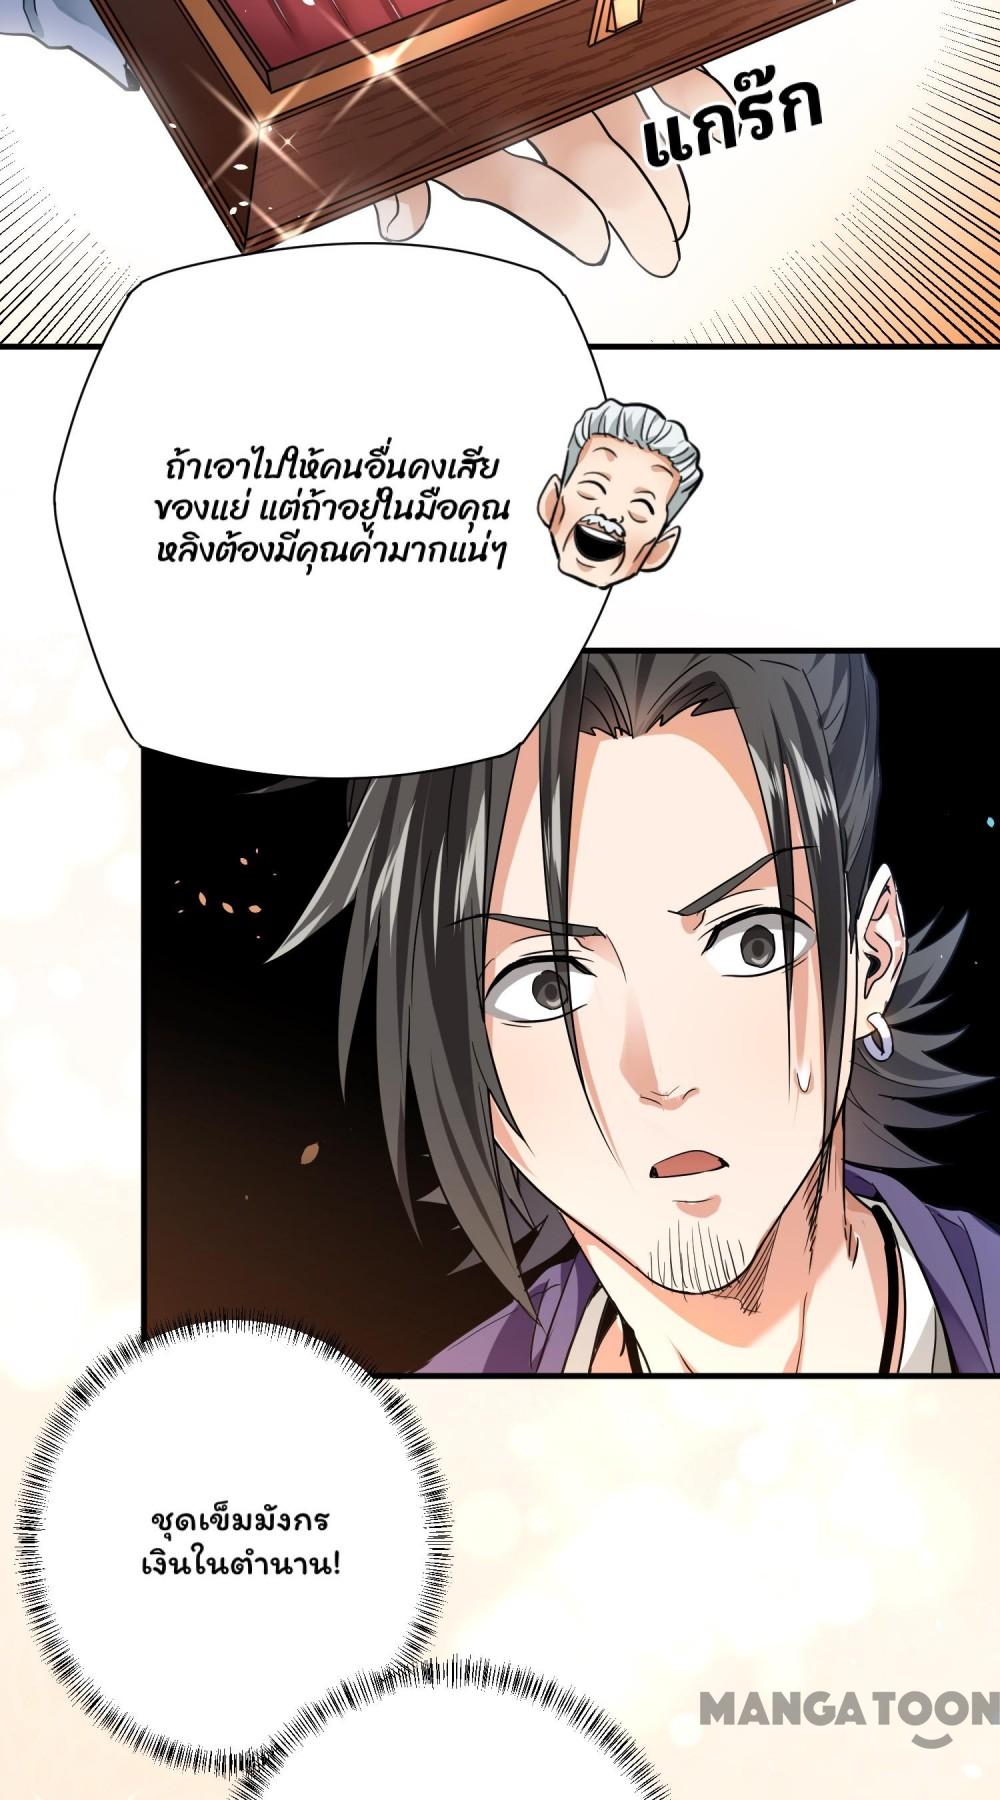 แกร๊ก
ถ้าเอาไปให้คนอื่นคงเสีย
ของแย่ แต่ถ้าอยู่ในมือคุณ
หลิงต้องมีคุณค่ามากแน่ๆ
ชุดเข็มมังกร
เงินในตำนาน!
MANGATOON